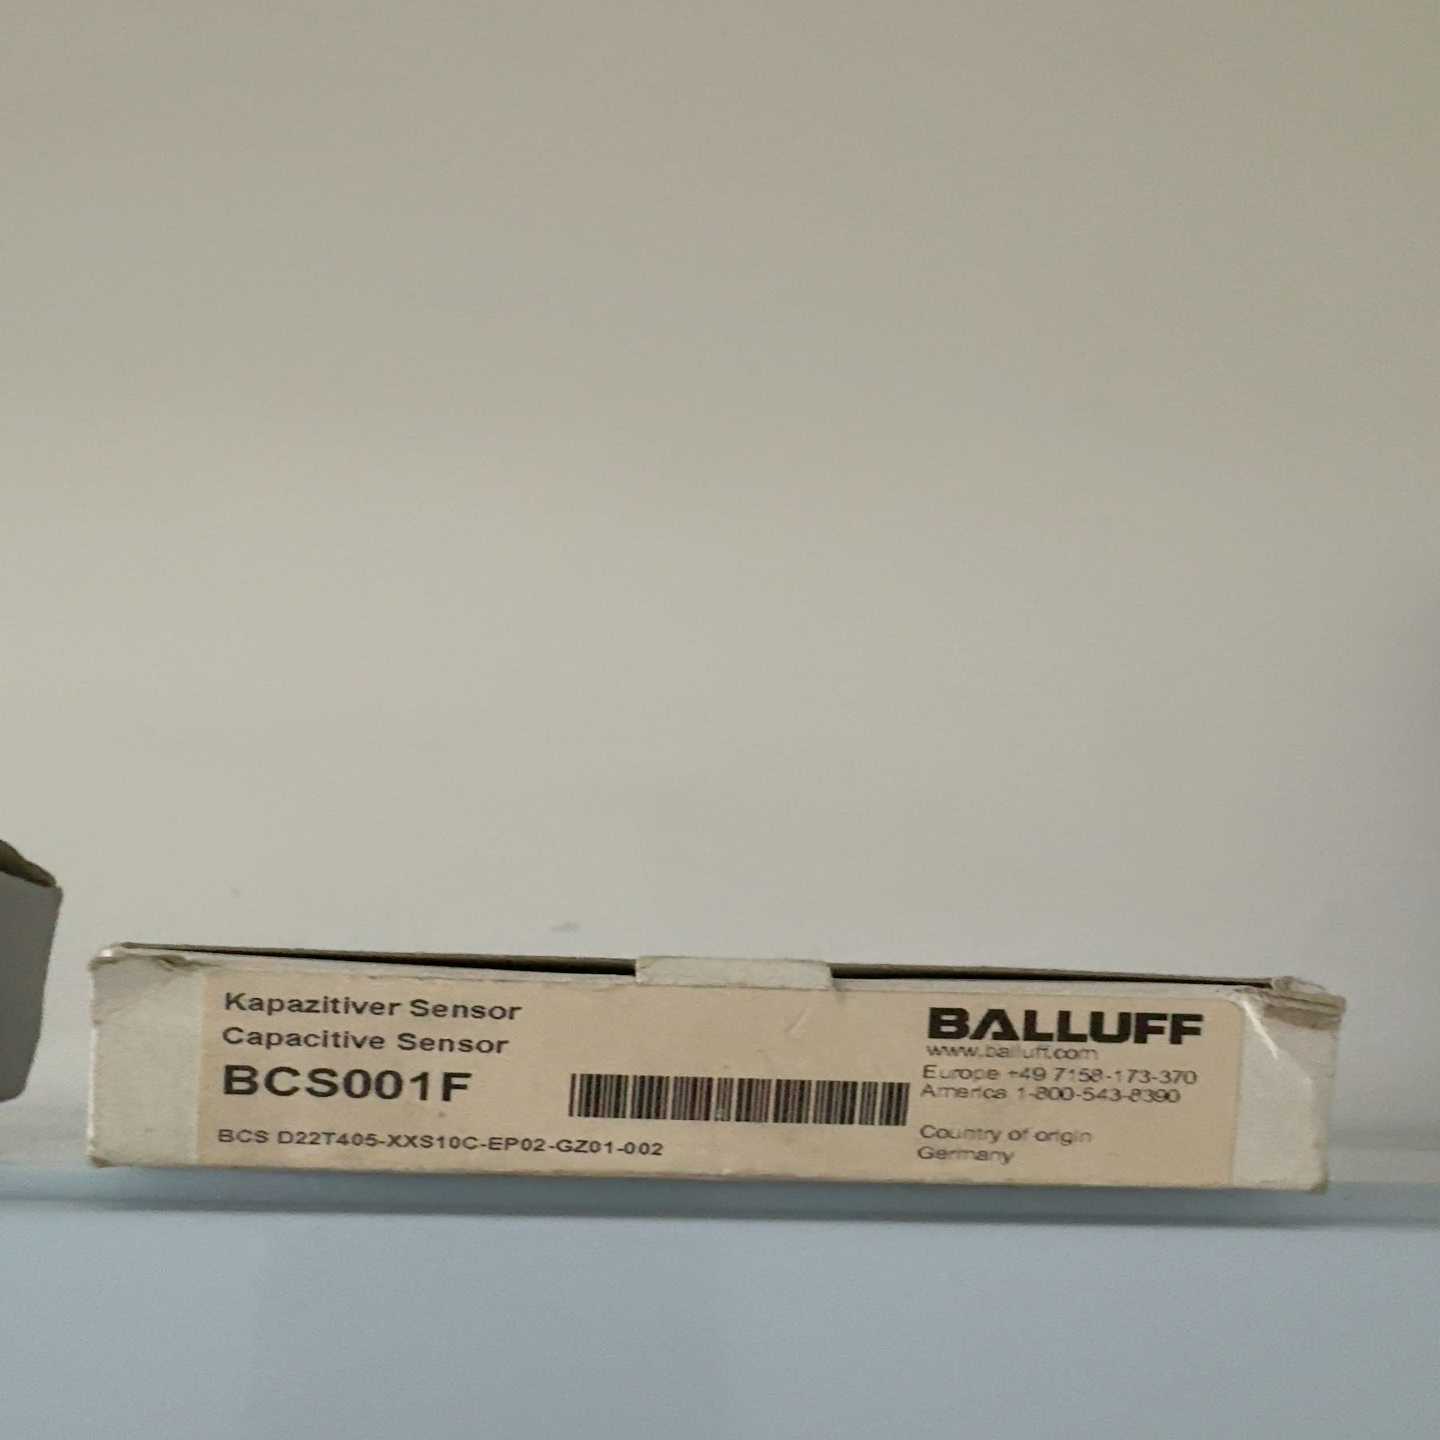 Kapazitiver Sensor
Capacitive Sensor
BCS001F
BCS D22T405-XXS10C-EP02-GZ01-002
BALLUFF
www.balluff.com
Europe +49 7158-173-370
America 1-800-543-8390
Country of origin
Germany